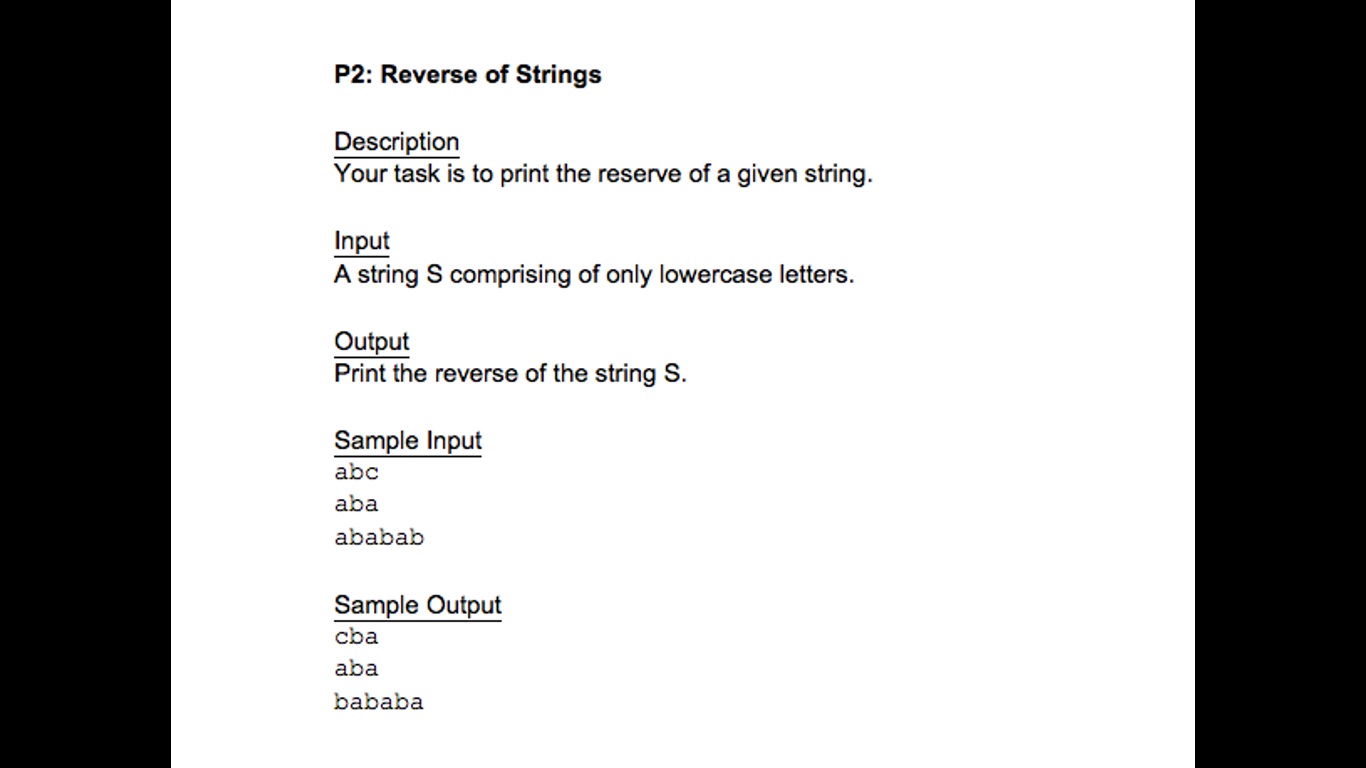 P2: Reverse of Strings
Description
Your task is to print the reserve of a given string.
Input
A string S comprising of only lowercase letters.
Output
Print the reverse of the string S.
Sample Input
abc
aba
ababab
Sample Output
cba
aba
bababa